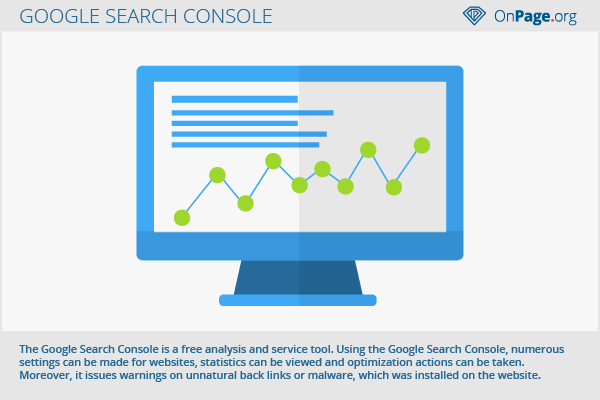 GOOGLE SEARCH CONSOLE
OnPage.org
The Google Search Console is a free analysis and service tool. Using the Google Search Console, numerous
settings can be made for websites, statistics can be viewed and optimization actions can be taken.
Moreover, it issues warnings on unnatural back links or malware, which was installed on the website.